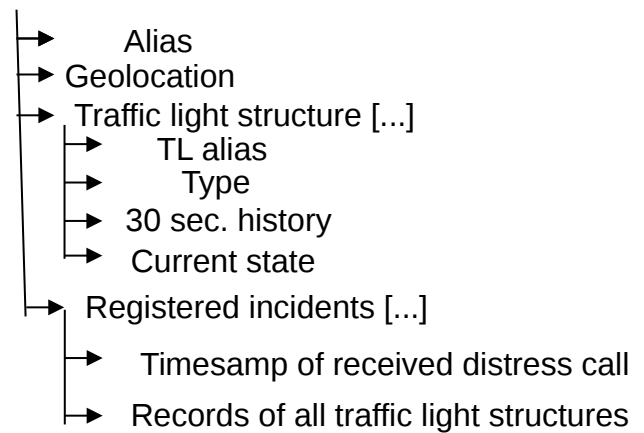 Alias
Geolocation
Traffic light structure [...]
TL alias
Type
30 sec. history
Current state
Registered incidents [...]
Timesamp of received distress call
Records of all traffic light structures